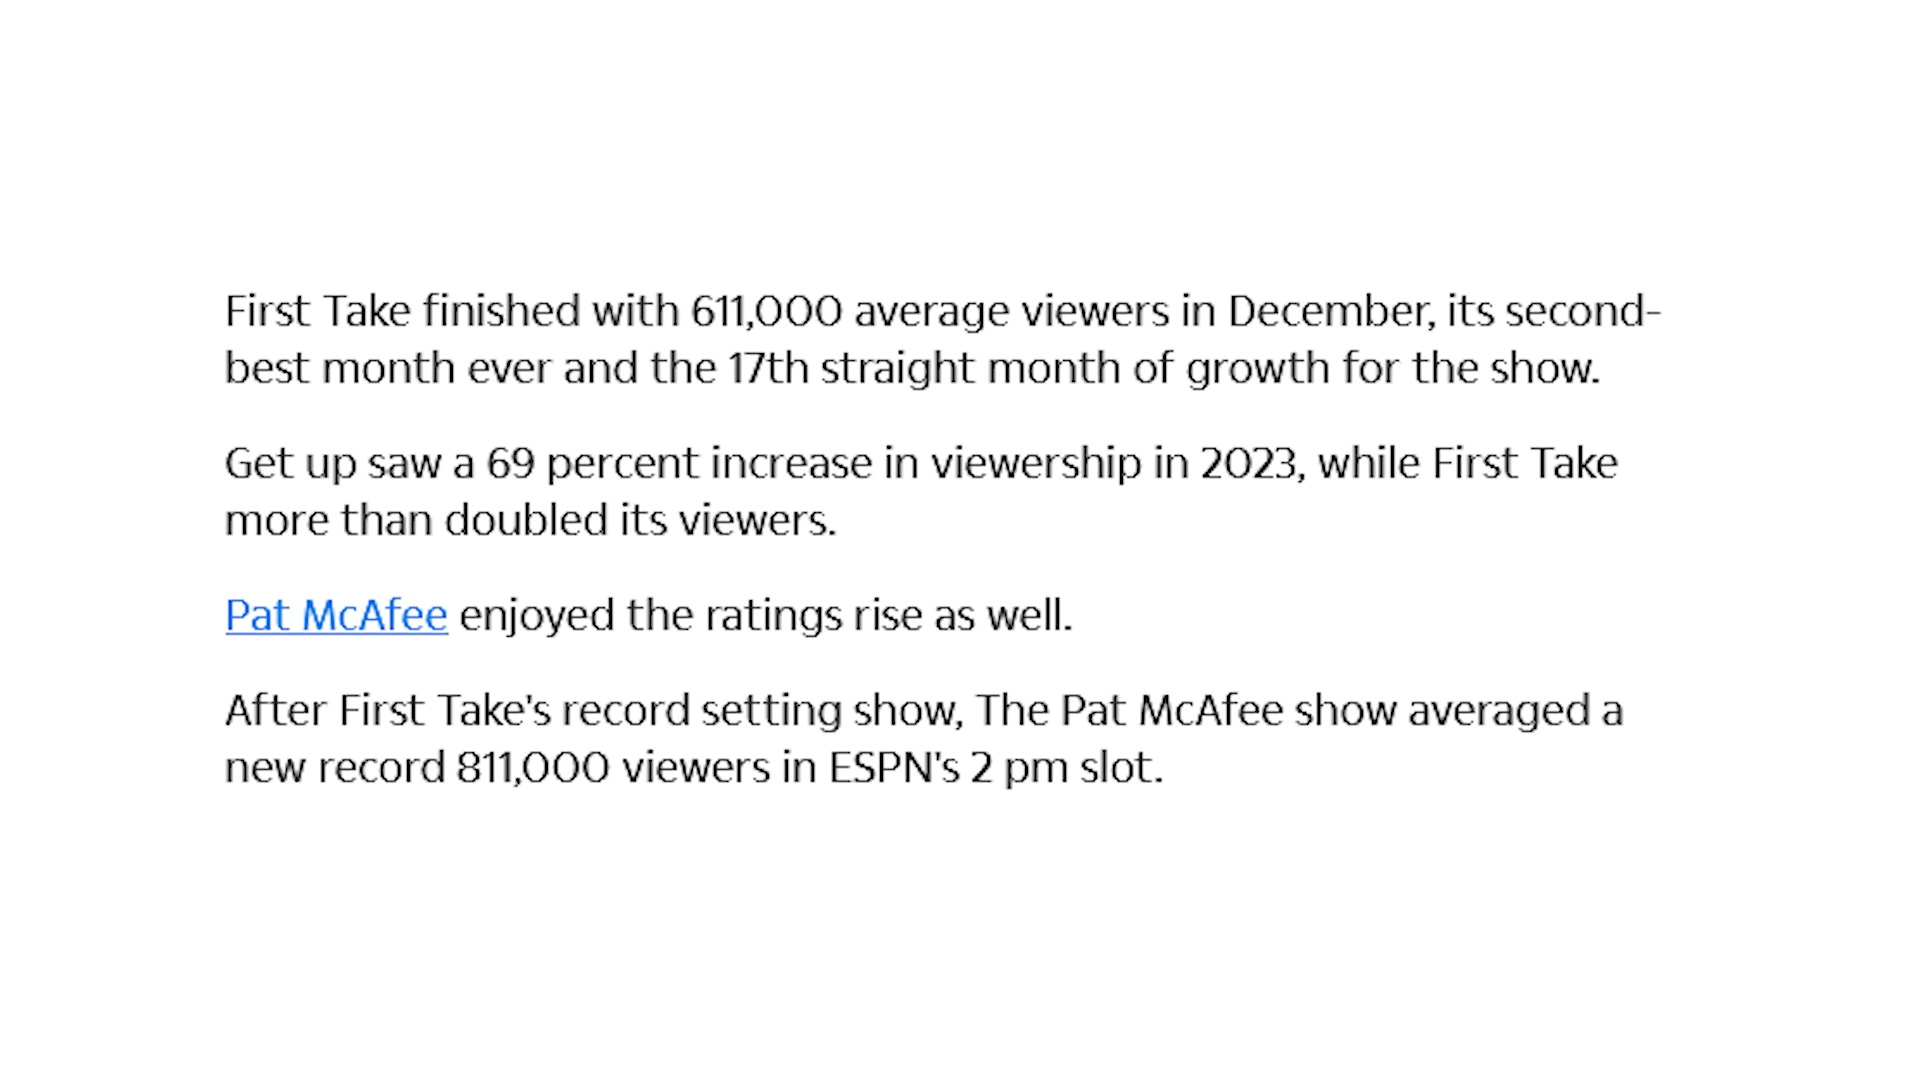 First Take finished with 611,000 average viewers in December, its second-
best month ever and the 17th straight month of growth for the show.
Get up saw a 69 percent increase in viewership in 2023, while First Take
more than doubled its viewers.
Pat McAfee enjoyed the ratings rise as well.
After First Take's record setting show, The Pat McAfee show averaged a
new record 811,000 viewers in ESPN's 2 pm slot.